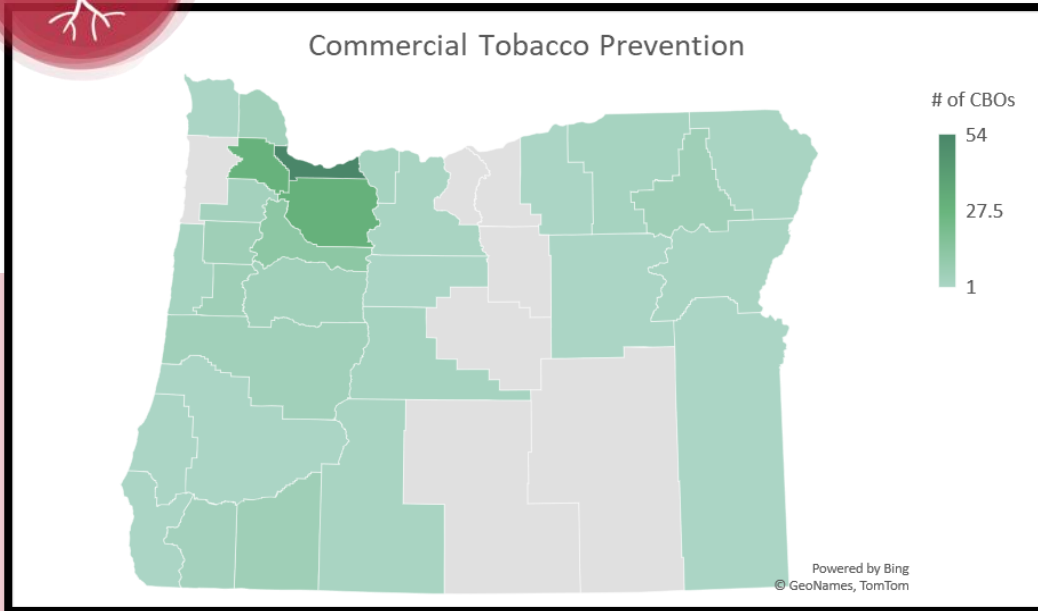 Commercial Tobacco Prevention
# of CBOs
54
27.5
1
Powered by Bing
© GeoNames, TomTom